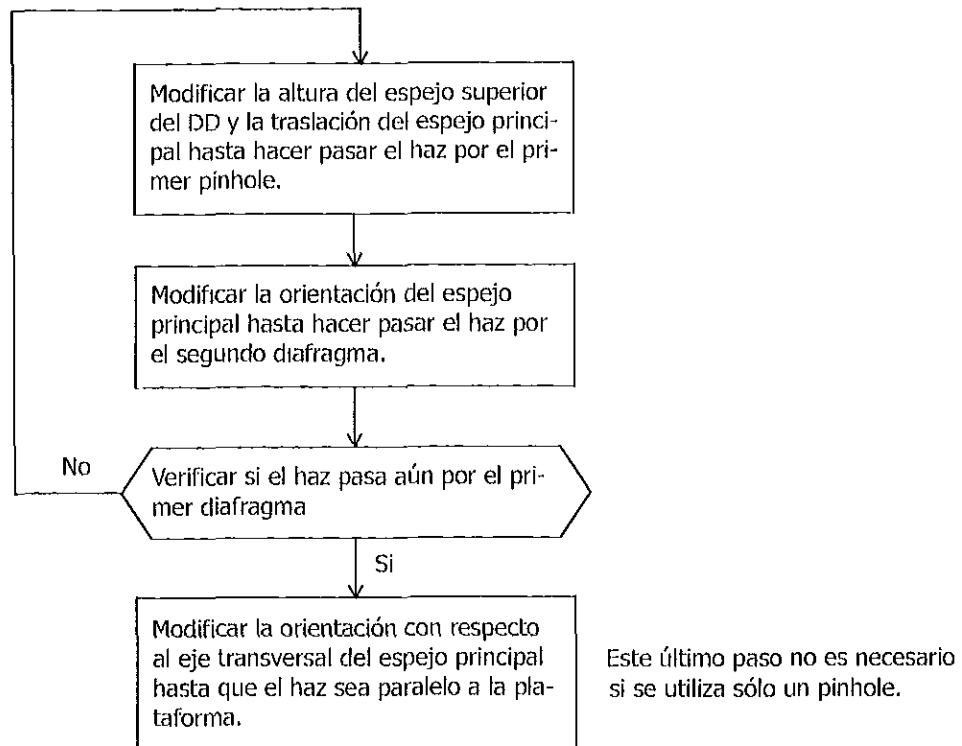 Modificar la altura del espejo superior
del DD y la traslación del espejo princi-
pal hasta hacer pasar el haz por el pri-
mer pinhole.
Modificar la orientación del espejo
principal hasta hacer pasar el haz por
el segundo diafragma.
No
Verificar si el haz pasa aún por el pri-
mer diafragma
Si
Modificar la orientación con respecto
al eje transversal del espejo principal
hasta que el haz sea paralelo a la pla-
taforma.
Este último paso no es necesario
si se utiliza sólo un pinhole.